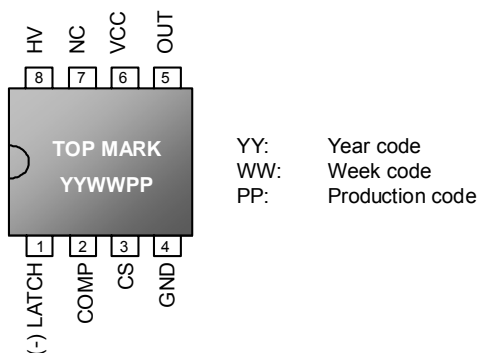 HV NC VCC OUT
8 7 6 5
TOP MARK
YYWWPP
1 2 3 4
(-) LATCH COMP CS GND
YY: Year code
WW: Week code
PP: Production code